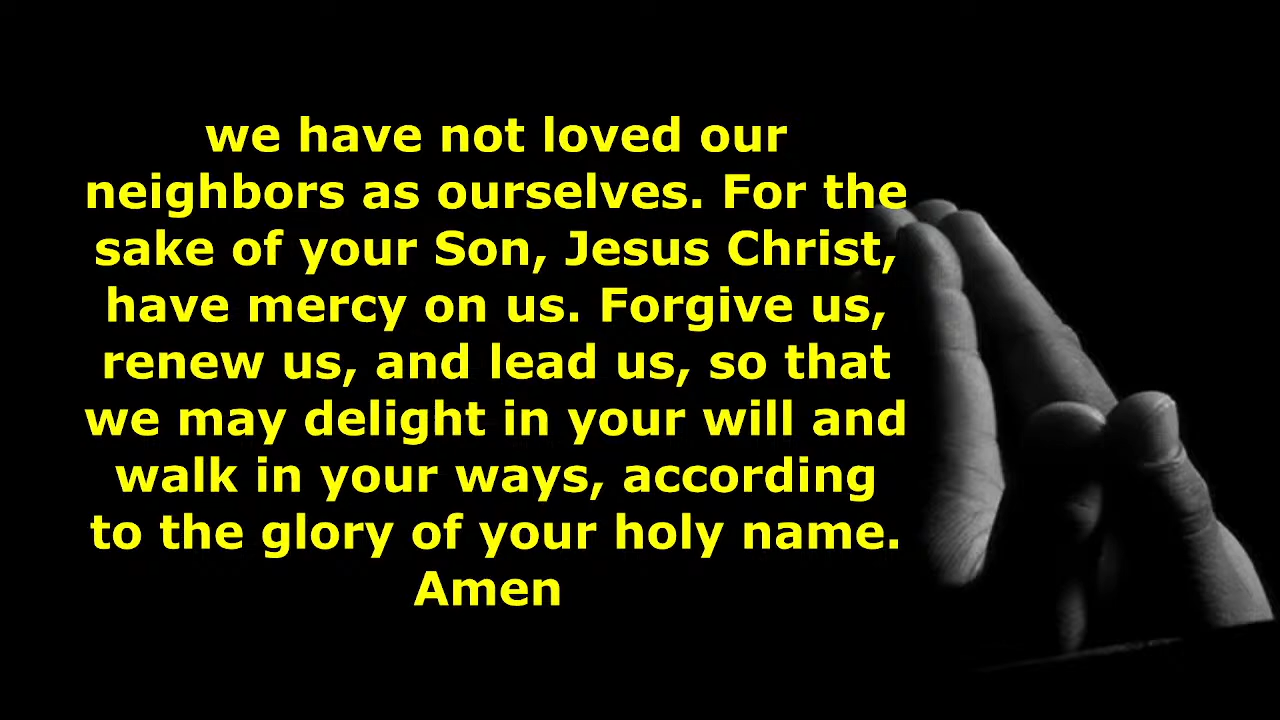 we have not loved our
neighbors as ourselves. For the
sake of your Son, Jesus Christ,
have mercy on us. Forgive us,
renew us, and lead us, so that
we may delight in your will and
walk in your ways, according
to the glory of your holy name.
Amen